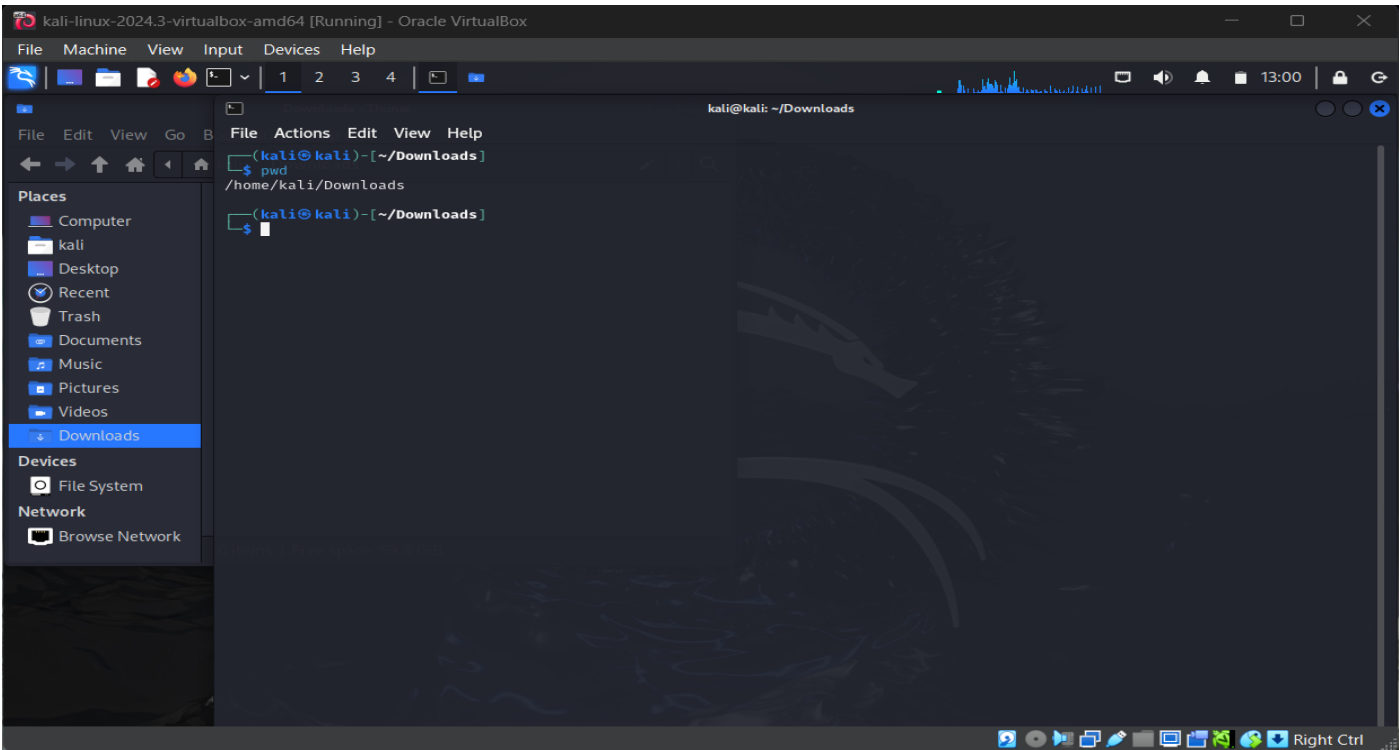 kali-linux-2024.3-virtualbox-amd64 [Running] - Oracle VirtualBox
File Machine View Input Devices Help
1 2 3 4 13:00
kali@kali: ~/Downloads
File Edit View Go B
File Actions Edit View Help
┌──(kali㉿kali)-[~/Downloads]
└─$ pwd
/home/kali/Downloads
┌──(kali㉿kali)-[~/Downloads]
└─$
Places
Computer
kali
Desktop
Recent
Trash
Documents
Music
Pictures
Videos
Downloads
Devices
File System
Network
Browse Network
Right Ctrl